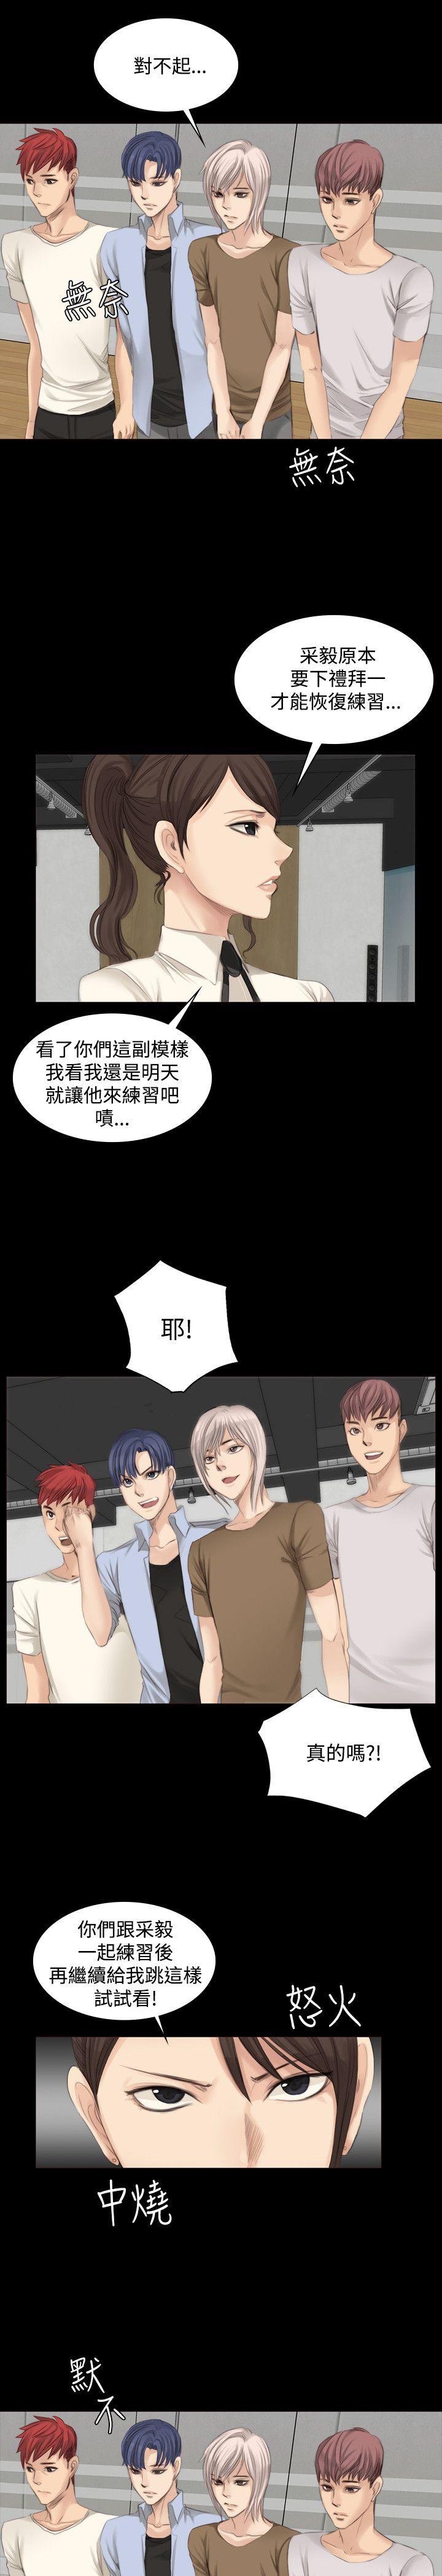 對不起...
無奈
無奈
采毅原本
要下禮拜一
才能恢復練習...
看了你們這副模樣
我看我還是明天
就讓他來練習吧
嘖...
耶!
真的嗎?!
你們跟采毅
一起練習後
再繼續給我跳這樣
試試看!
怒火
中燒
默
不